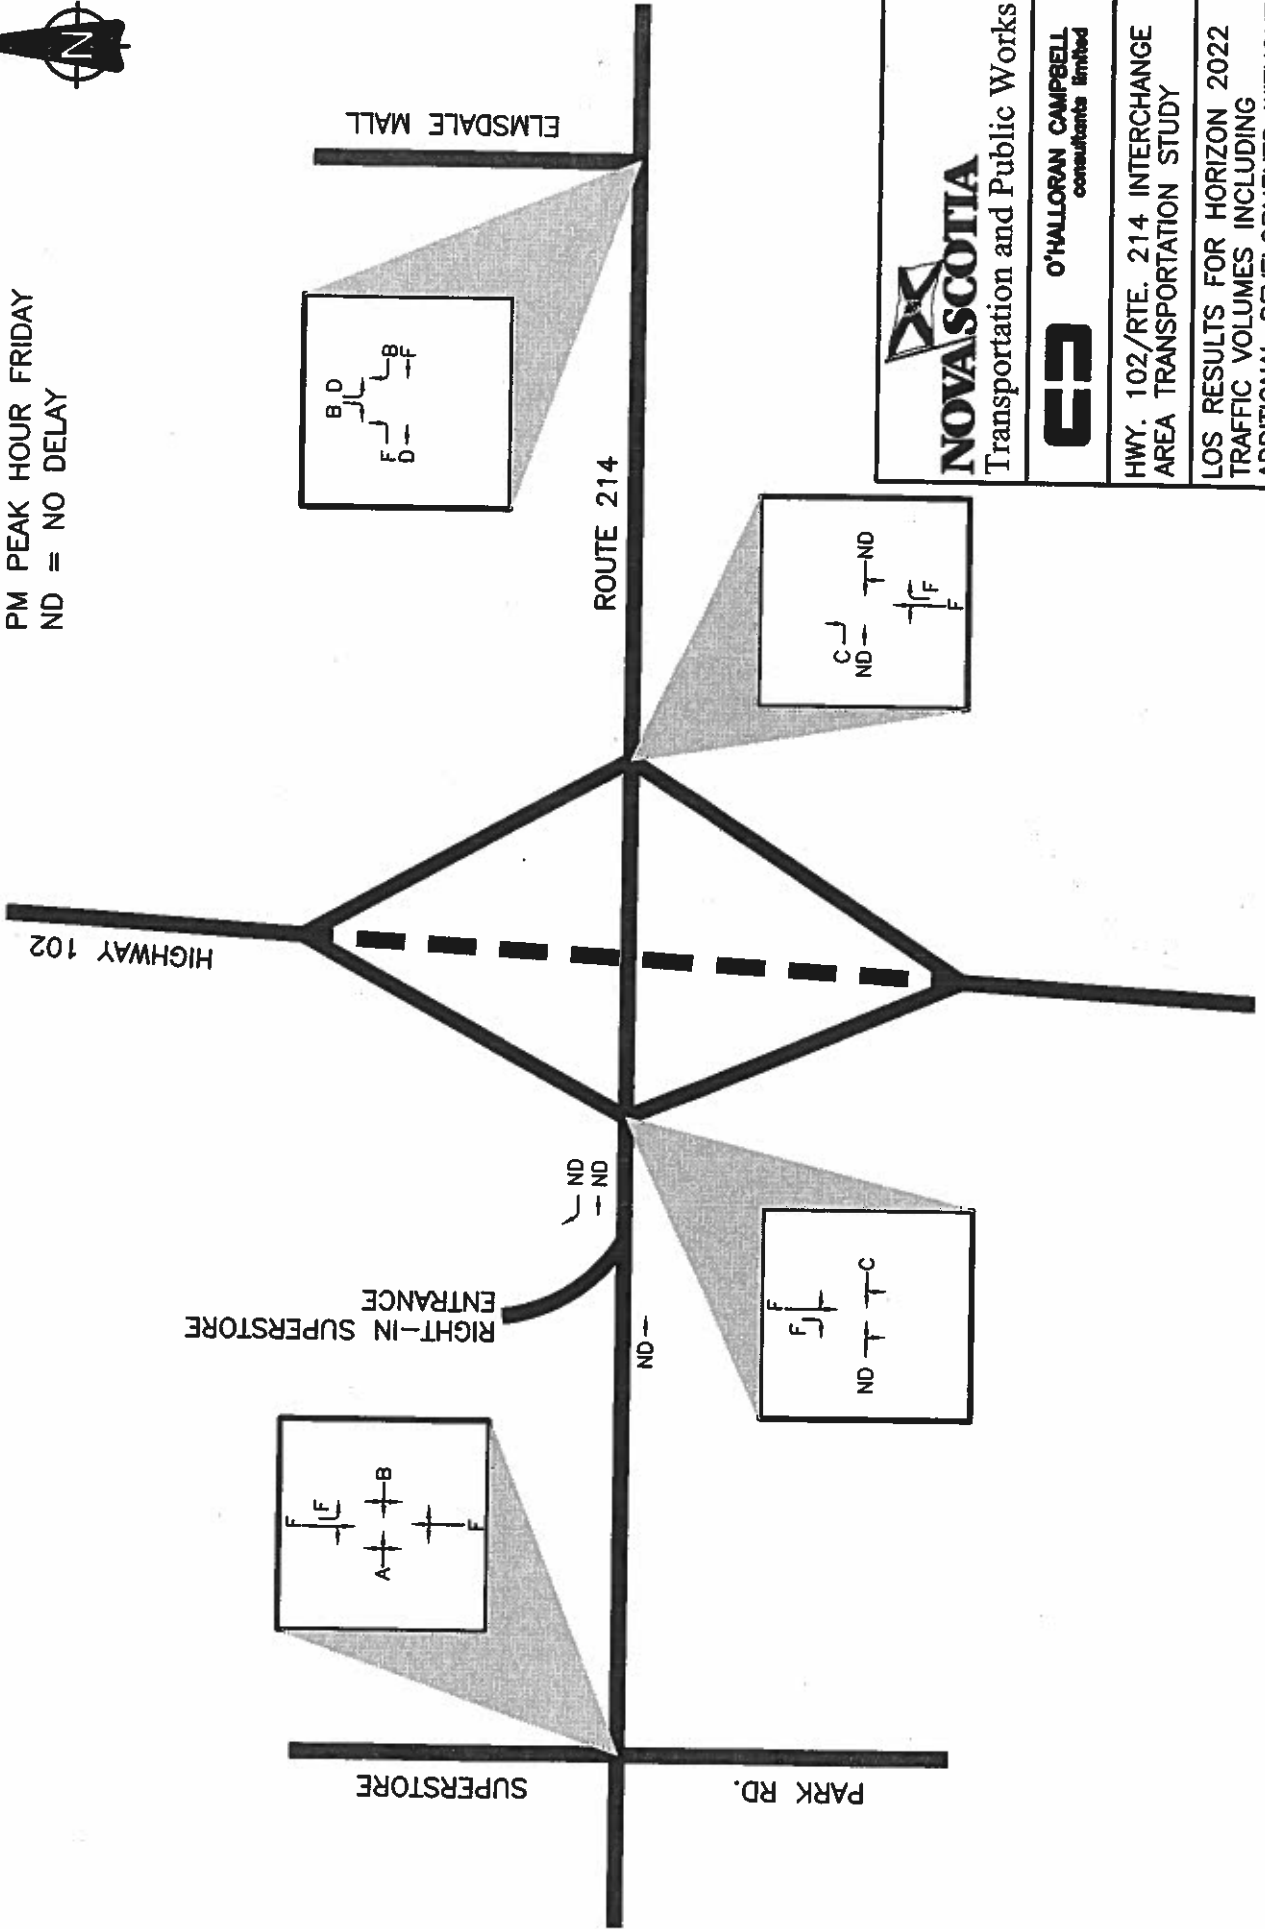 N
PM PEAK HOUR FRIDAY
ND = NO DELAY
ELMSDALE MALL
B D
B
F
F
D
ROUTE 214
HIGHWAY 102
C
ND
ND
F
F
ND
ND
RIGHT-IN SUPERSTORE
ENTRANCE
ND
F
F
ND
C
F
F
A
B
F
SUPERSTORE
PARK RD.
NOVA SCOTIA
Transportation and Public Works
O'HALLORAN CAMPBELL
consultants limited
HWY. 102/RTE. 214 INTERCHANGE
AREA TRANSPORTATION STUDY
LOS RESULTS FOR HORIZON 2022
TRAFFIC VOLUMES INCLUDING